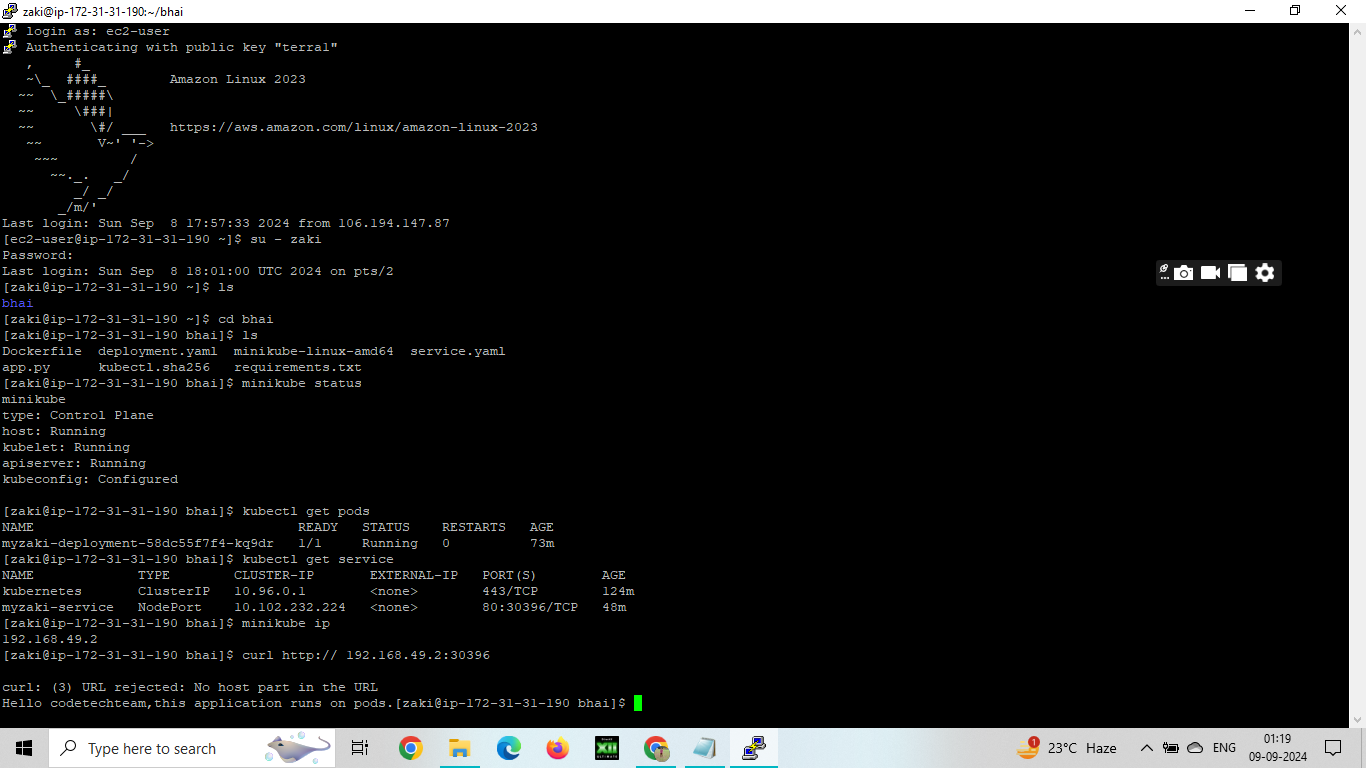 zaki@ip-172-31-31-190:~/bhai
login as: ec2-user
Authenticating with public key "terra1"
   ,     #_
   ~\_  ####_        Amazon Linux 2023
  ~~  \_#####\
  ~~     \###|
  ~~       \#/ ___   https://aws.amazon.com/linux/amazon-linux-2023
   ~~       V~' '->
    ~~~         /
      ~~._.   _/
         _/ _/
       _/m/'
Last login: Sun Sep  8 17:57:33 2024 from 106.194.147.87
[ec2-user@ip-172-31-31-190 ~]$ su - zaki
Password:
Last login: Sun Sep  8 18:01:00 UTC 2024 on pts/2
[zaki@ip-172-31-31-190 ~]$ ls
bhai
[zaki@ip-172-31-31-190 ~]$ cd bhai
[zaki@ip-172-31-31-190 bhai]$ ls
Dockerfile  deployment.yaml  minikube-linux-amd64  service.yaml
app.py      kubectl.sha256   requirements.txt
[zaki@ip-172-31-31-190 bhai]$ minikube status
minikube
type: Control Plane
host: Running
kubelet: Running
apiserver: Running
kubeconfig: Configured
[zaki@ip-172-31-31-190 bhai]$ kubectl get pods
NAME                                 READY   STATUS    RESTARTS   AGE
myzaki-deployment-58dc55f7f4-kq9dr   1/1     Running   0          73m
[zaki@ip-172-31-31-190 bhai]$ kubectl get service
NAME             TYPE        CLUSTER-IP       EXTERNAL-IP   PORT(S)        AGE
kubernetes       ClusterIP   10.96.0.1        <none>        443/TCP        124m
myzaki-service   NodePort    10.102.232.224   <none>        80:30396/TCP   48m
[zaki@ip-172-31-31-190 bhai]$ minikube ip
192.168.49.2
[zaki@ip-172-31-31-190 bhai]$ curl http:// 192.168.49.2:30396
curl: (3) URL rejected: No host part in the URL
Hello codetechteam,this application runs on pods.[zaki@ip-172-31-31-190 bhai]$
Type here to search
XII
1
23°C Haze
ENG
01:19
09-09-2024